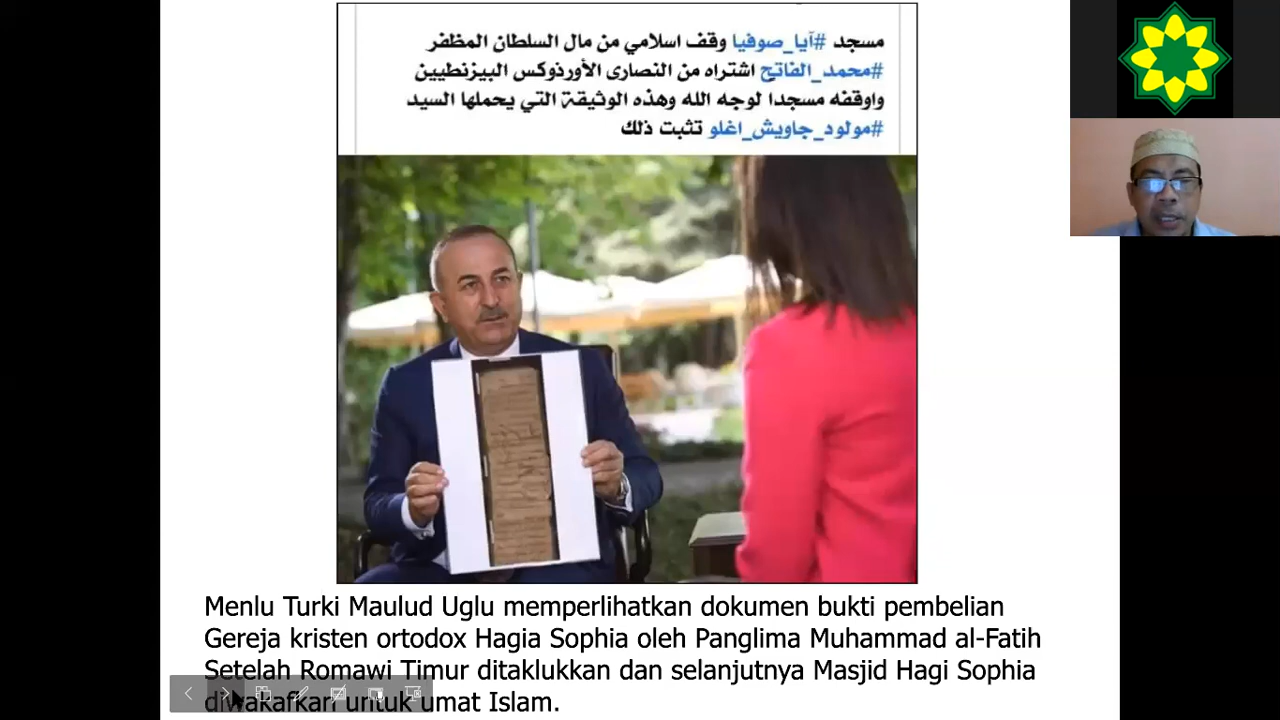 مسجد #آيا_صوفيا وقف اسلامي من مال السلطان المظفر
#محمد_الفاتح اشتراه من النصارى الأورذوكس البيزنطيين
واوقفه مسجدا لوجه الله وهذه الوثيقة التي يحملها السيد
#مولود_جاويش_اغلو تثبت ذلك
Menlu Turki Maulud Uglu memperlihatkan dokumen bukti pembelian
Gereja kristen ortodox Hagia Sophia oleh Panglima Muhammad al-Fatih
Setelah Romawi Timur ditaklukkan dan selanjutnya Masjid Hagi Sophia
diwakafkan untuk umat Islam.